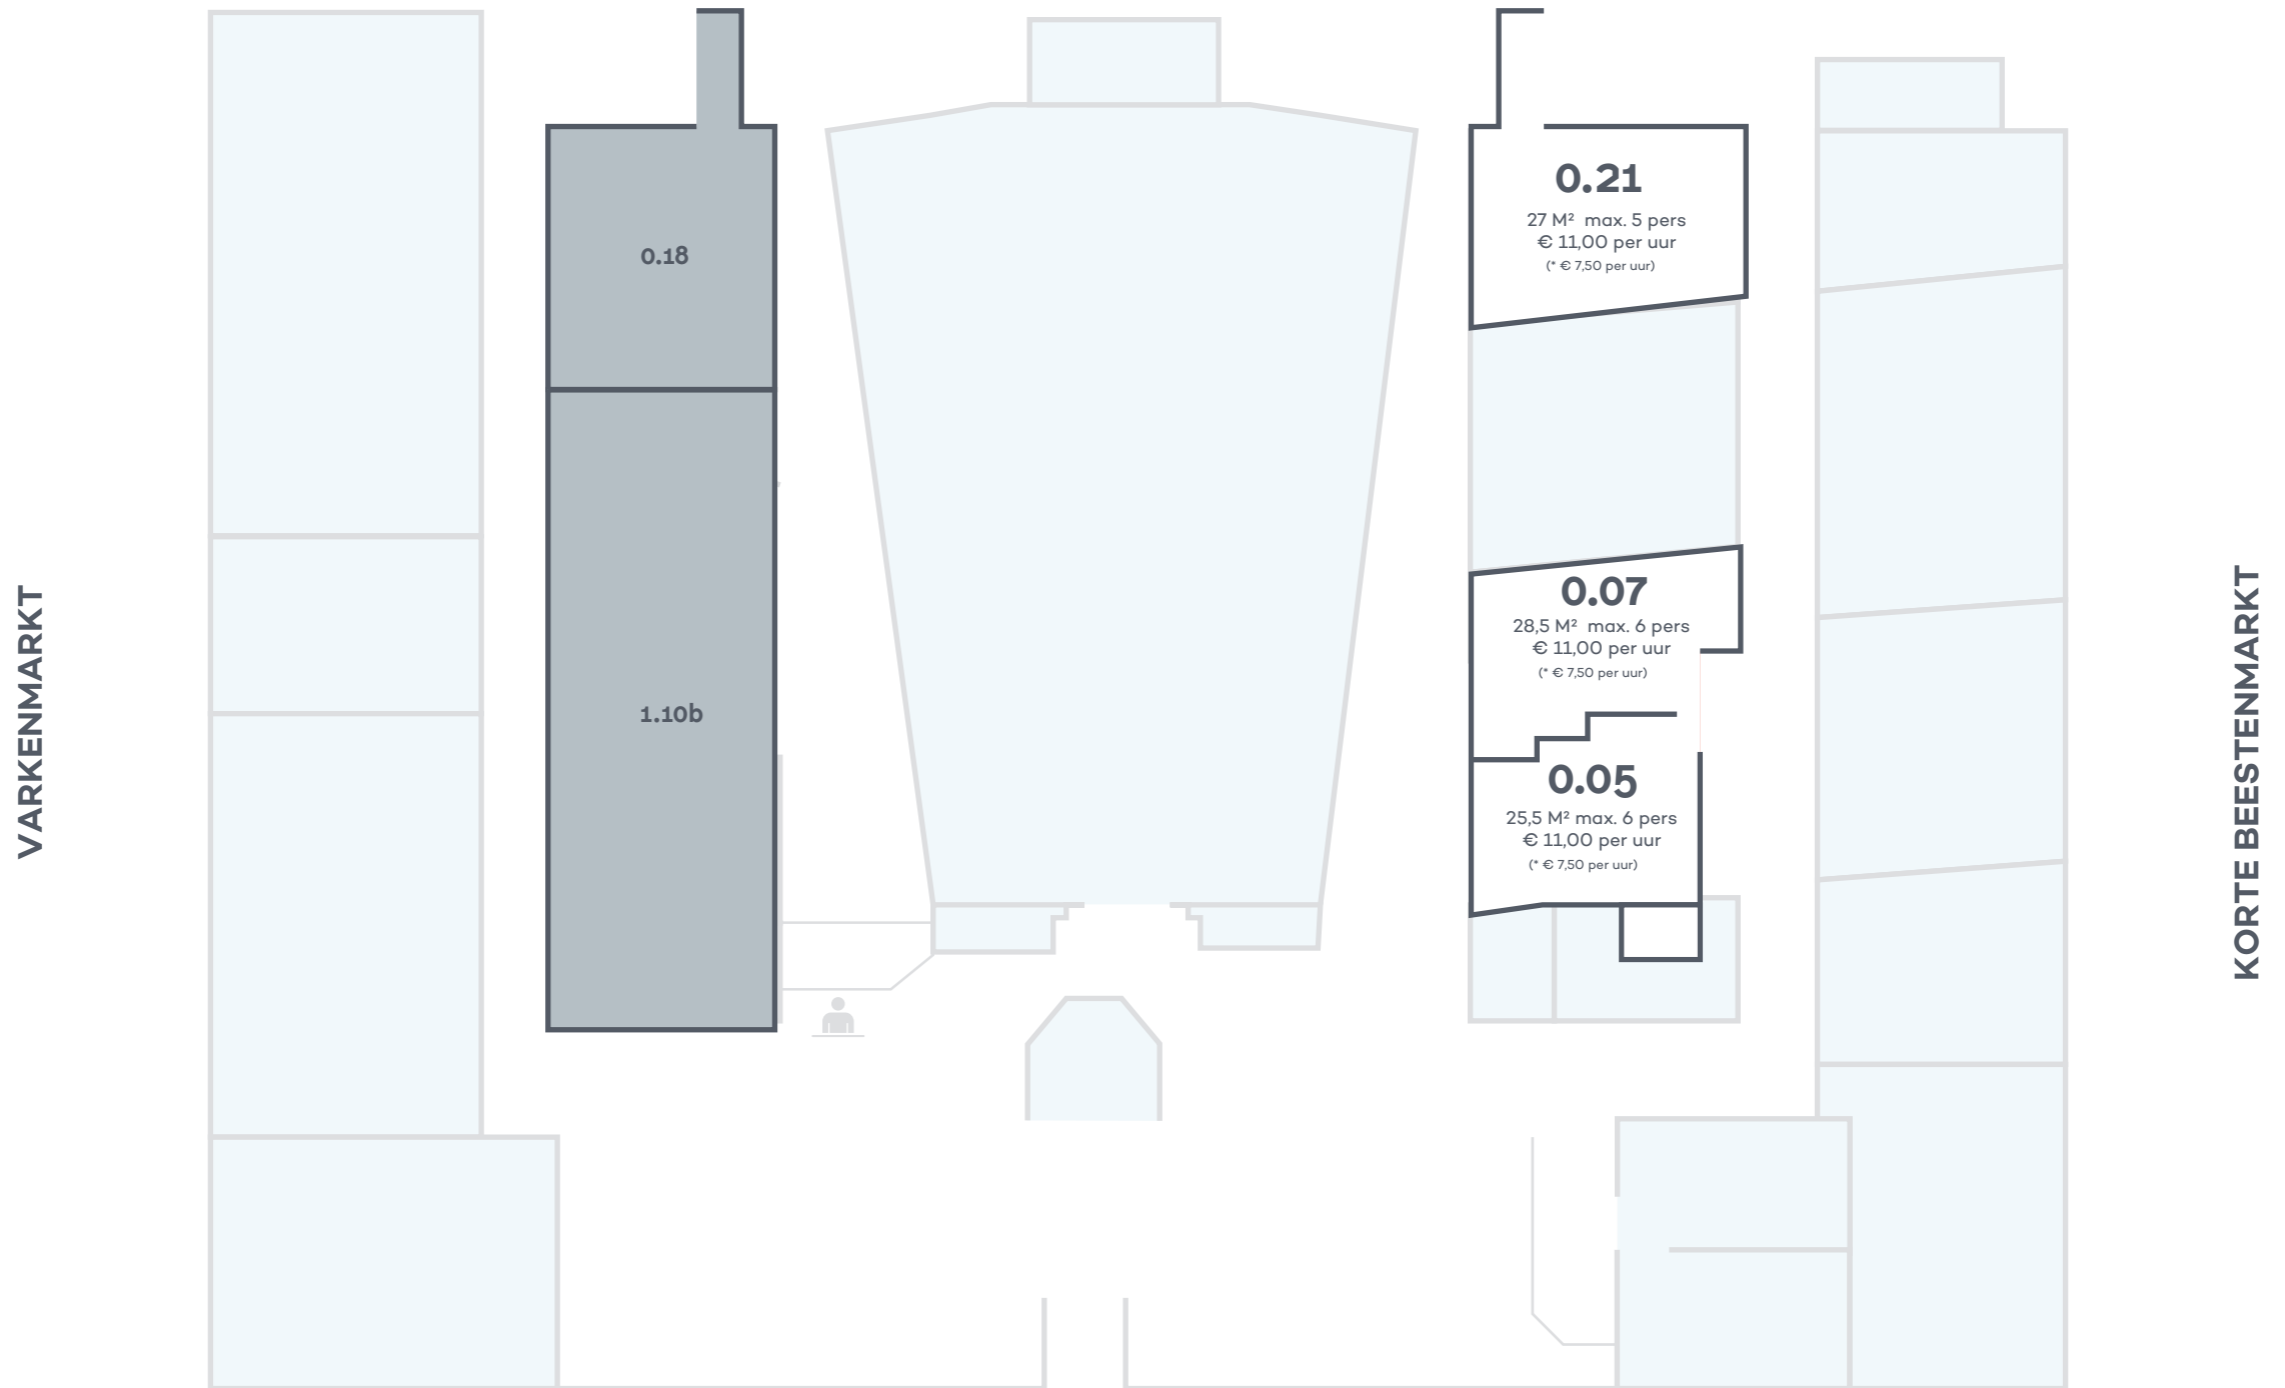 VARKENMARKT
0.18
1.10b
0.21
27 M² max. 5 pers
€ 11,00 per uur
(* € 7,50 per uur)
0.07
28,5 M² max. 6 pers
€ 11,00 per uur
(* € 7,50 per uur)
0.05
25,5 M² max. 6 pers
€ 11,00 per uur
(* € 7,50 per uur)
KORTE BEESTENMARKT